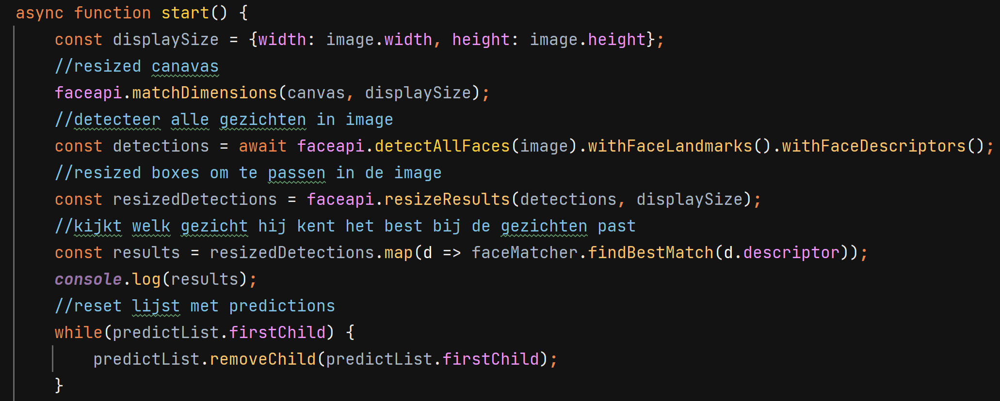 async function start() {
    const displaySize = {width: image.width, height: image.height};
    //resized canavas
    faceapi.matchDimensions(canvas, displaySize);
    //detecteer alle gezichten in image
    const detections = await faceapi.detectAllFaces(image).withFaceLandmarks().withFaceDescriptors();
    //resized boxes om te passen in de image
    const resizedDetections = faceapi.resizeResults(detections, displaySize);
    //kijkt welk gezicht hij kent het best bij de gezichten past
    const results = resizedDetections.map(d => faceMatcher.findBestMatch(d.descriptor));
    console.log(results);
    //reset lijst met predictions
    while(predictList.firstChild) {
        predictList.removeChild(predictList.firstChild);
    }